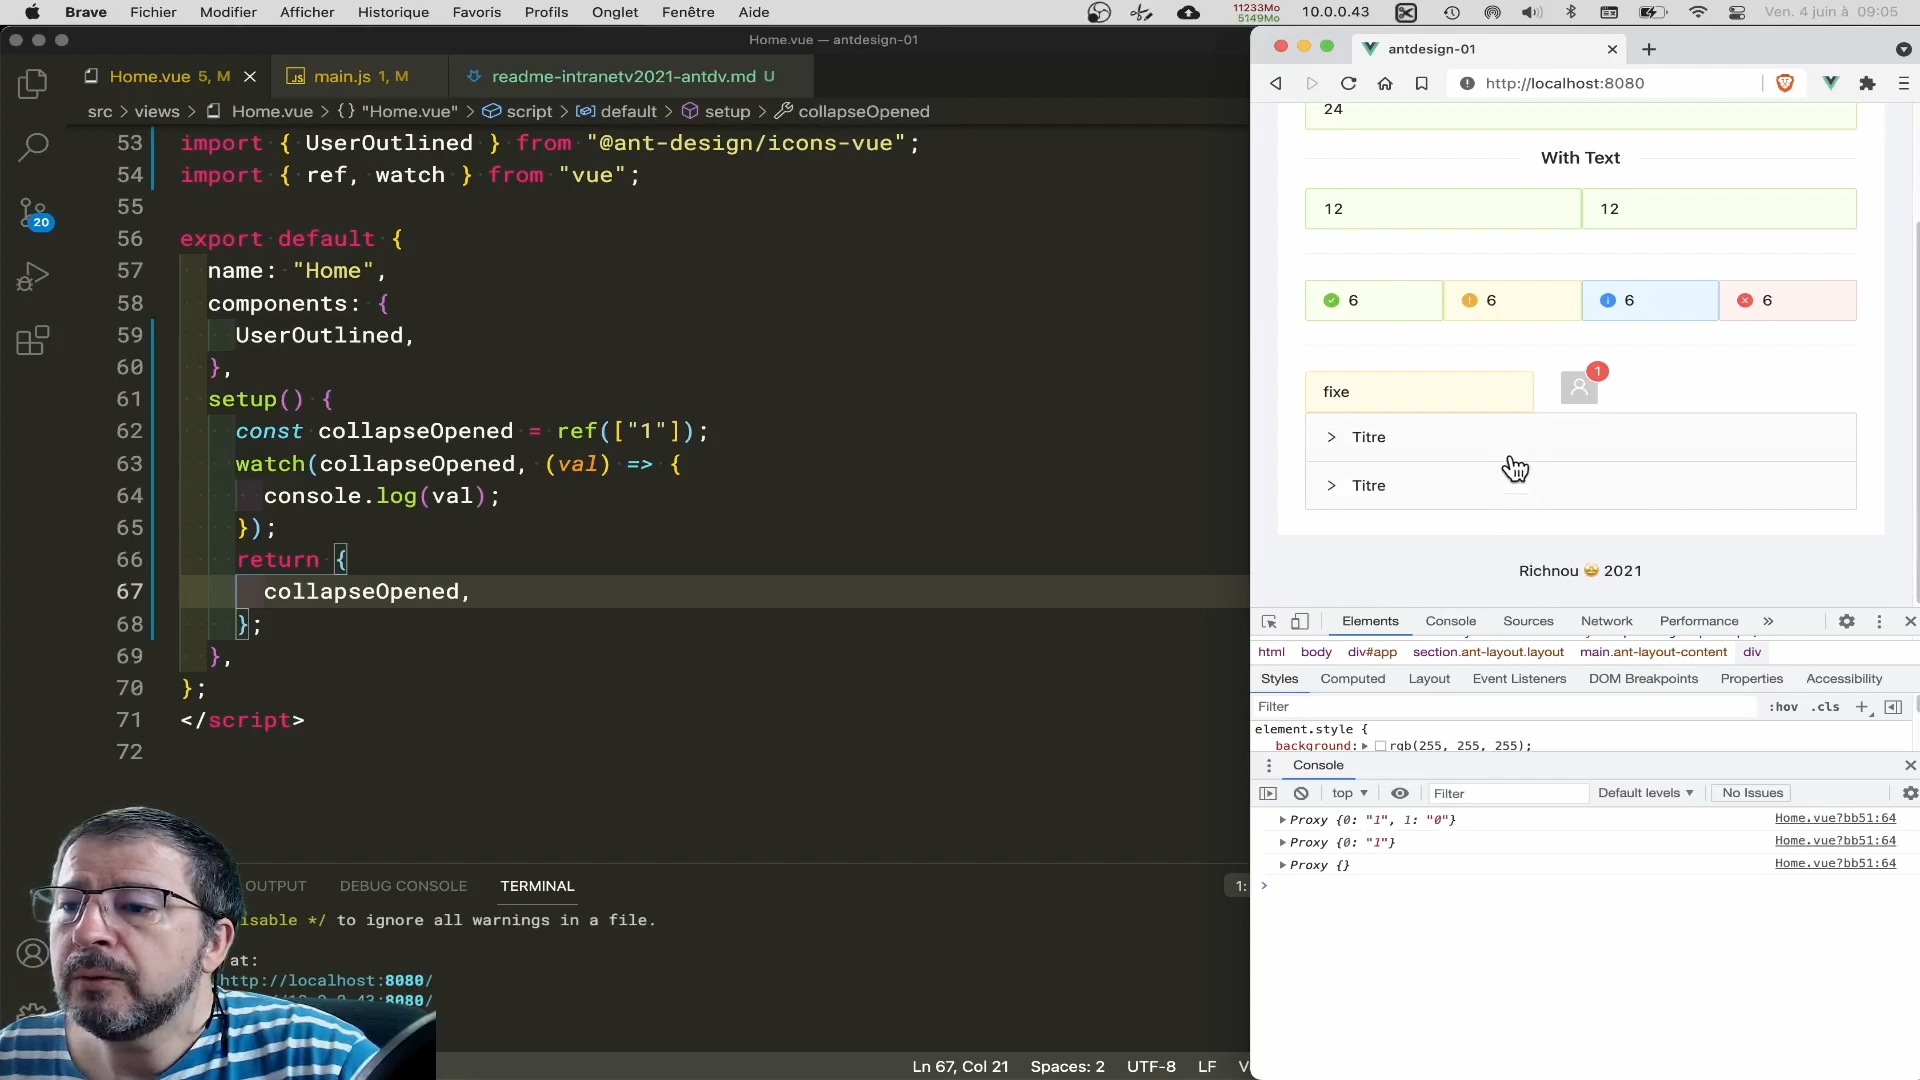 Brave Fichier Modifier Afficher Historique Favoris Profils Onglet Fenêtre Aide
11233Mo
5149Mo
10.0.0.43
Ven. 4 juin à 09:05
Home.vue — antdesign-01
Home.vue 5, M
main.js 1, M
readme-intranetv2021-antdv.md U
src > views > Home.vue > {} "Home.vue" > script > default > setup > collapseOpened
53 import { UserOutlined } from "@ant-design/icons-vue";
54 import { ref, watch } from "vue";
55
56 export default {
57 name: "Home",
58 components: {
59 UserOutlined,
60 },
61 setup() {
62 const collapseOpened = ref(["1"]);
63 watch(collapseOpened, (val) => {
64 console.log(val);
65 });
66 return {
67 collapseOpened,
68 };
69 },
70 };
71 </script>
72
20
OUTPUT DEBUG CONSOLE TERMINAL
1:
isable */ to ignore all warnings in a file.
at:
http://localhost:8080/
Ln 67, Col 21 Spaces: 2 UTF-8 LF V
antdesign-01
http://localhost:8080
24
With Text
12 12
6 6 6 6
fixe
1
> Titre
> Titre
Richnou 🤩 2021
Elements Console Sources Network Performance »
html body div#app section.ant-layout.layout main.ant-layout-content div
Styles Computed Layout Event Listeners DOM Breakpoints Properties Accessibility
Filter :hov .cls +
element.style {
background: rgb(255, 255, 255);
Console
top Filter Default levels No Issues
Proxy {0: "1", 1: "0"} Home.vue?bb51:64
Proxy {0: "1"} Home.vue?bb51:64
Proxy {} Home.vue?bb51:64
>